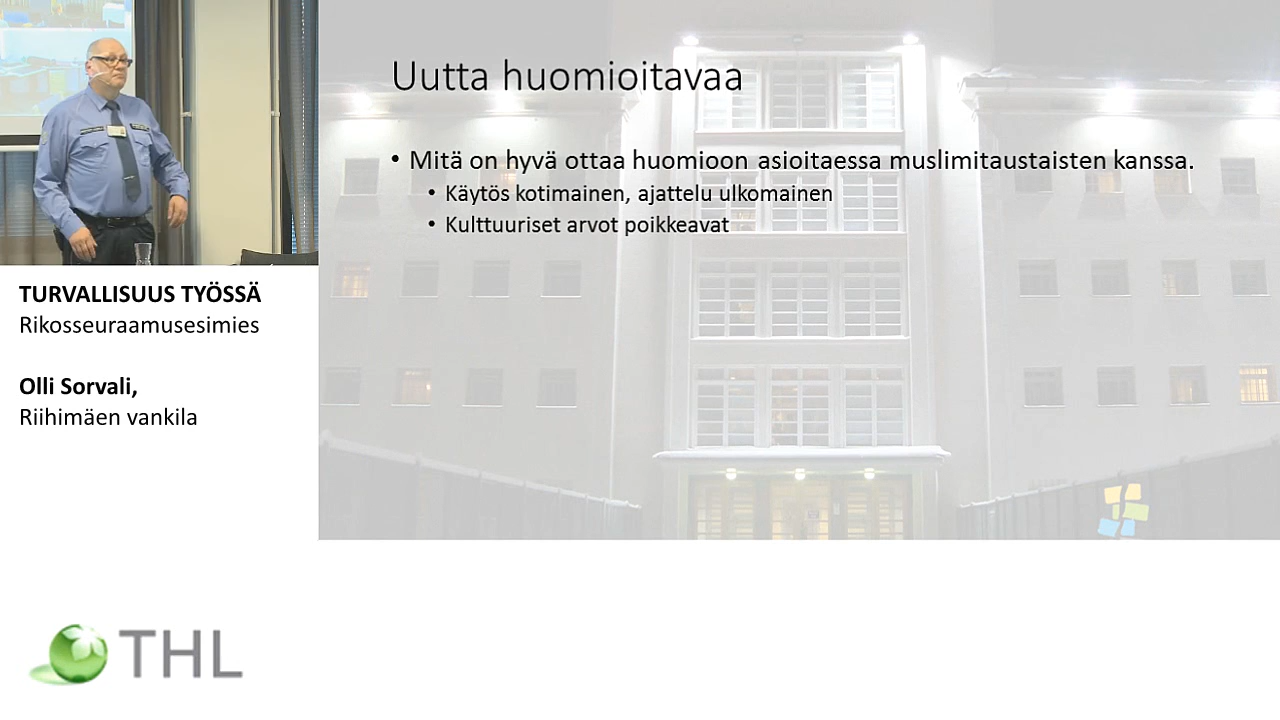 Uutta huomioitavaa
• Mitä on hyvä ottaa huomioon asioitaessa muslimitaustaisten kanssa.
• Käytös kotimainen, ajattelu ulkomainen
• Kulttuuriset arvot poikkeavat
TURVALLISUUS TYÖSSÄ
Rikosseuraamusesimies
Olli Sorvali,
Riihimäen vankila
THL